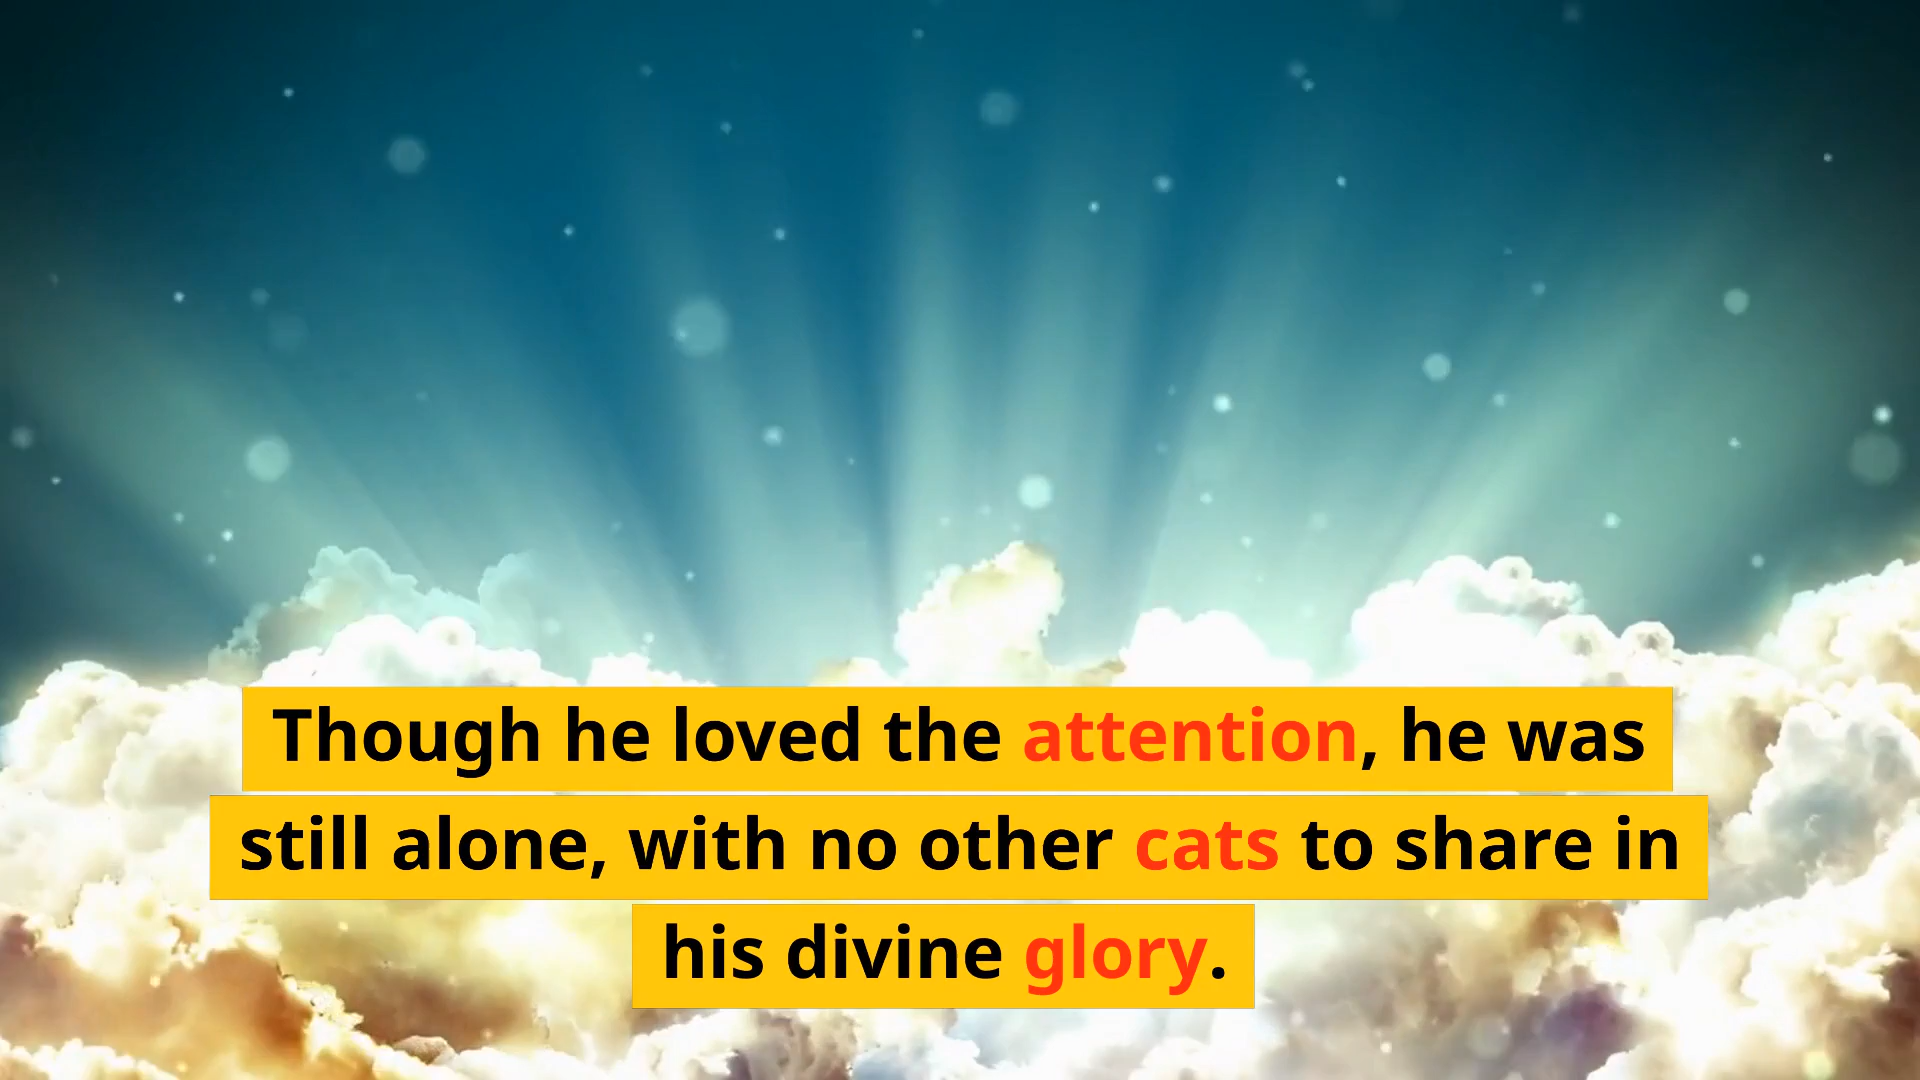 Though he loved the attention, he was
still alone, with no other cats to share in
his divine glory.